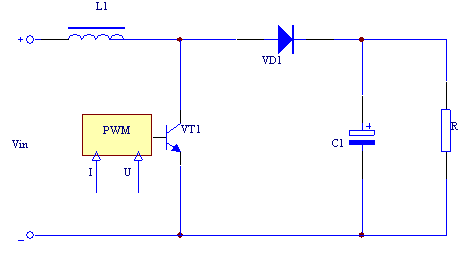 L1
+
VD1
PWM
VT1
+
Vin
C1
R
I
U
_